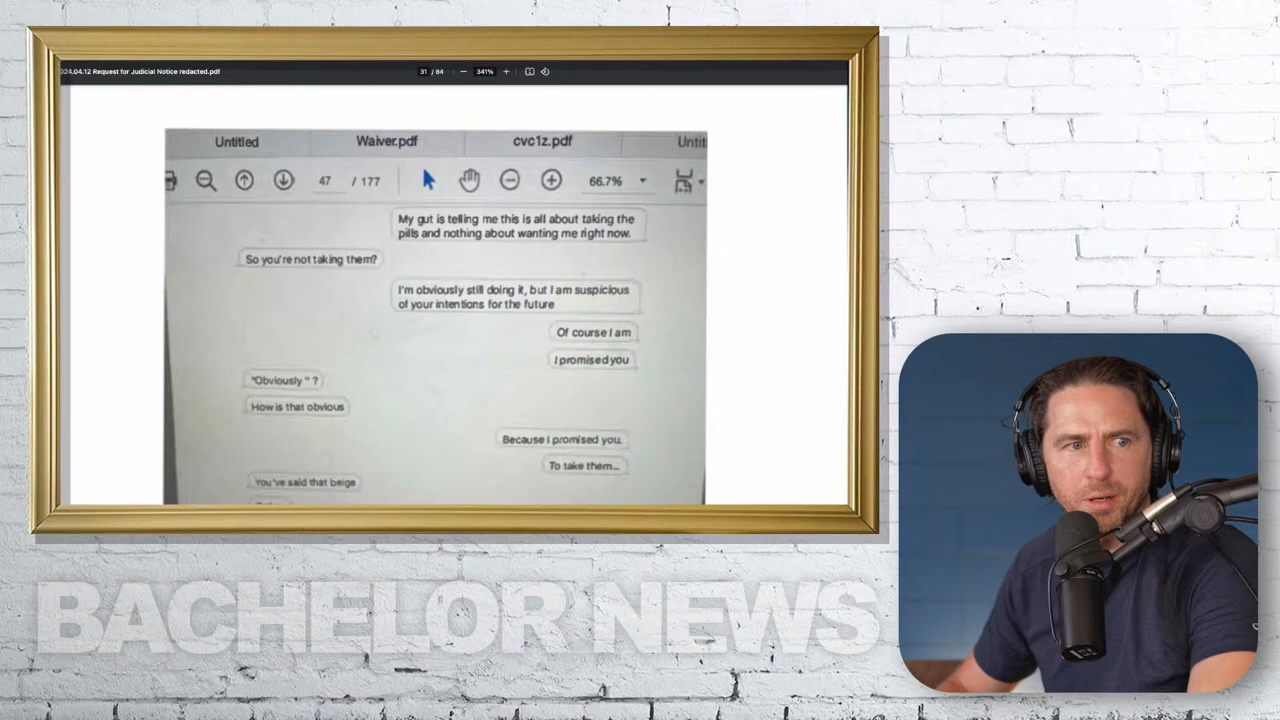 024.04.12 Request for Judicial Notice redacted.pdf
31 / 84
341%
Untitled
Waiver.pdf
cvc1z.pdf
Untit
47 / 177
66.7%
My gut is telling me this is all about taking the
pills and nothing about wanting me right now.
So you're not taking them?
I'm obviously still doing it, but I am suspicious
of your intentions for the future
Of course I am
I promised you
"Obviously " ?
How is that obvious
Because I promised you.
To take them...
You've said that beige
BACHELOR NEWS